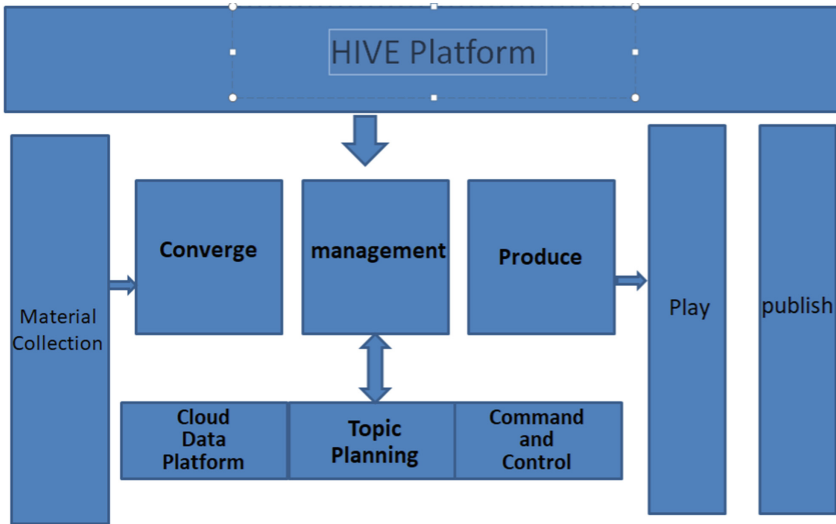 HIVE Platform
Material
Collection
Converge
management
Produce
Play
publish
Cloud
Data
Platform
Topic
Planning
Command
and
Control